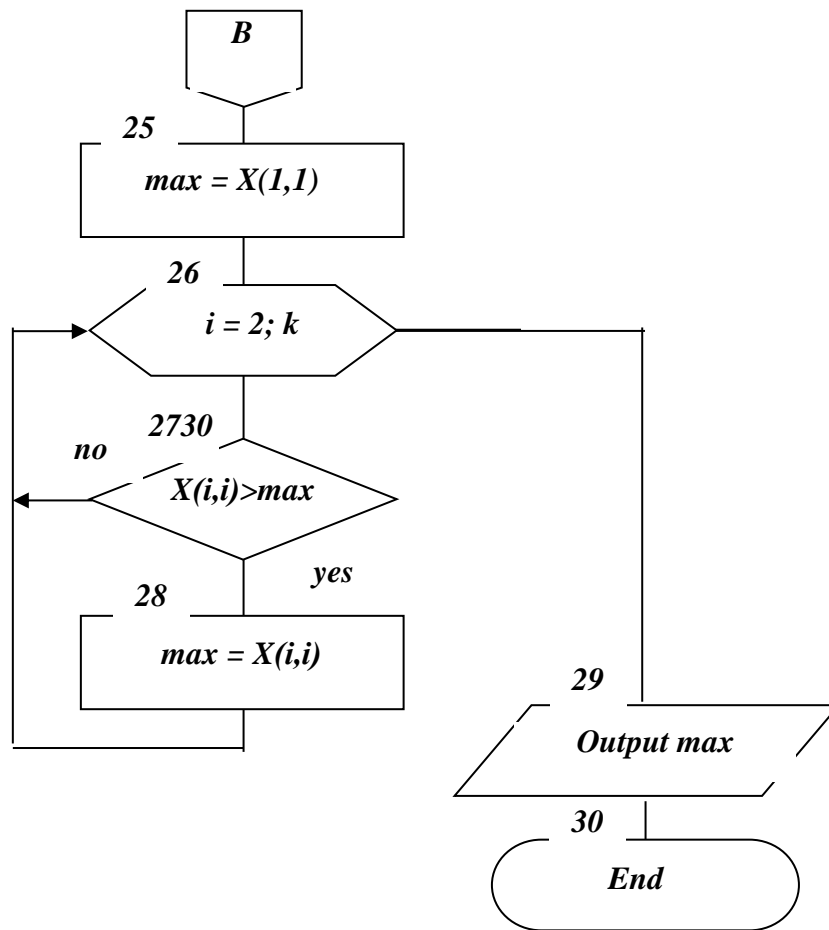 B
25
max = X(1,1)
26
i = 2; k
2730
no
X(i,i)>max
yes
28
max = X(i,i)
29
Output max
30
End